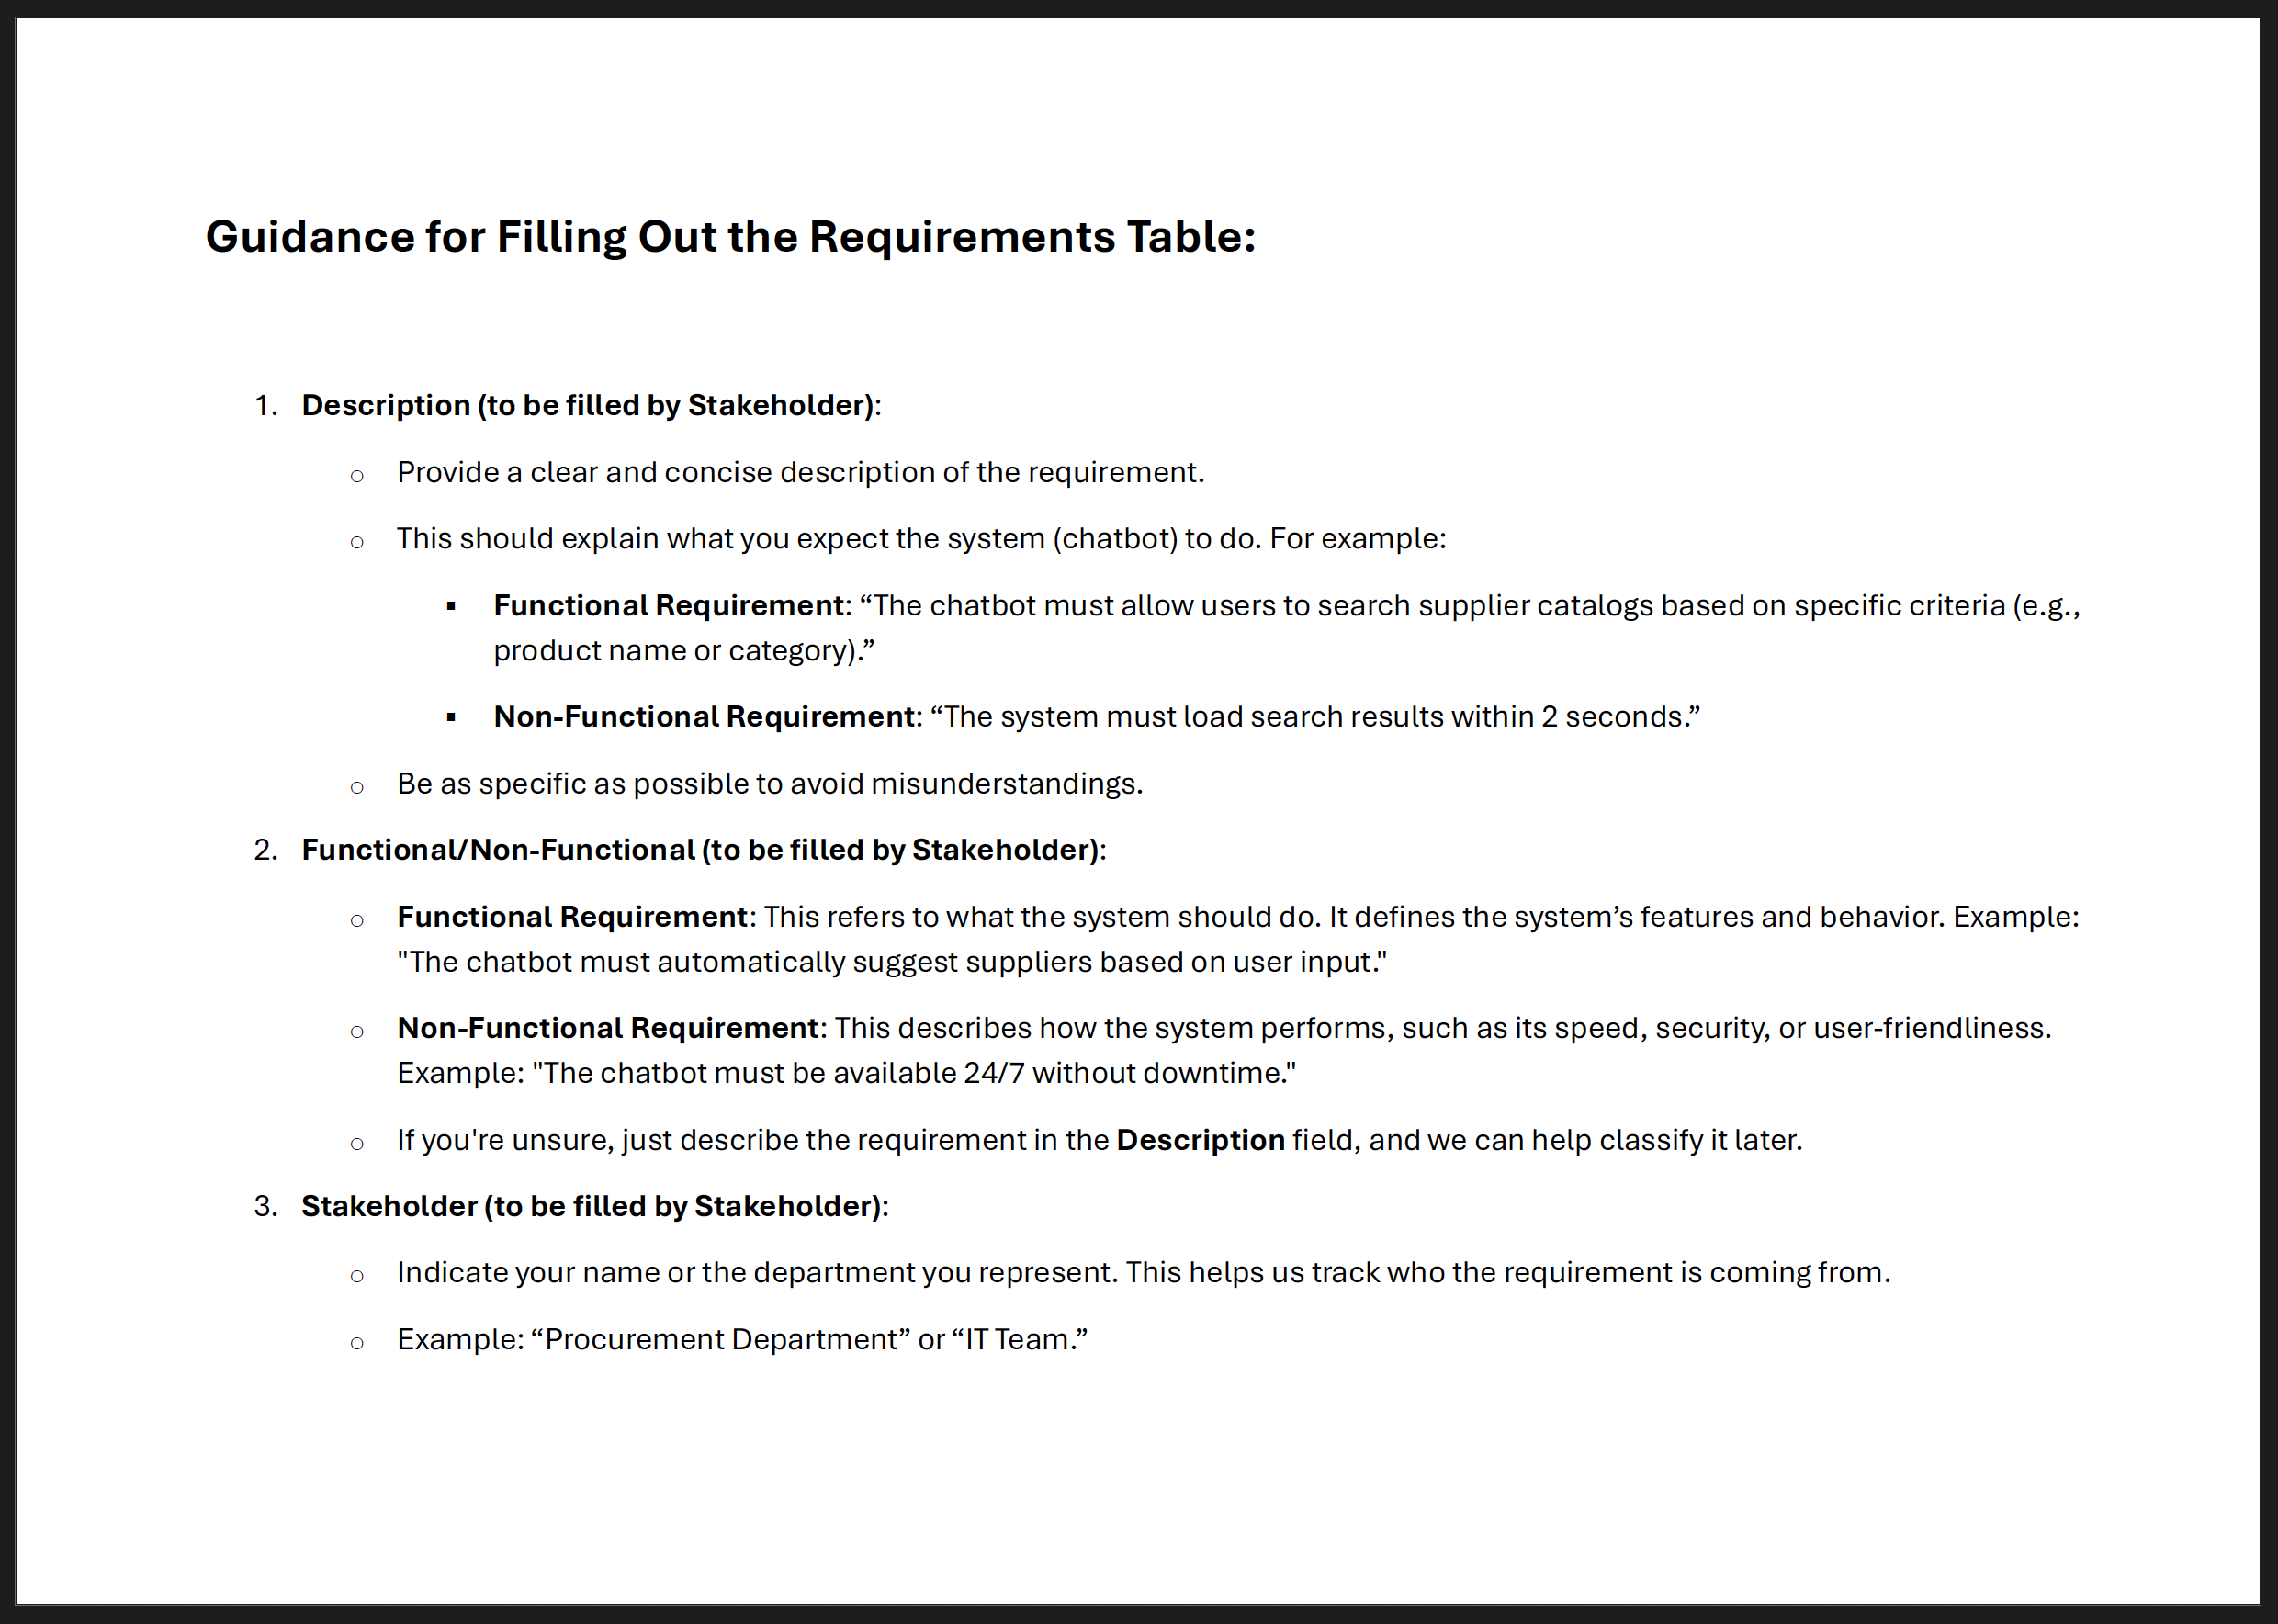 Guidance for Filling Out the Requirements Table:
1. Description (to be filled by Stakeholder):
○ Provide a clear and concise description of the requirement.
○ This should explain what you expect the system (chatbot) to do. For example:
▪ Functional Requirement: “The chatbot must allow users to search supplier catalogs based on specific criteria (e.g.,
product name or category).”
▪ Non-Functional Requirement: “The system must load search results within 2 seconds.”
○ Be as specific as possible to avoid misunderstandings.
2. Functional/Non-Functional (to be filled by Stakeholder):
○ Functional Requirement: This refers to what the system should do. It defines the system’s features and behavior. Example:
"The chatbot must automatically suggest suppliers based on user input."
○ Non-Functional Requirement: This describes how the system performs, such as its speed, security, or user-friendliness.
Example: "The chatbot must be available 24/7 without downtime."
○ If you're unsure, just describe the requirement in the Description field, and we can help classify it later.
3. Stakeholder (to be filled by Stakeholder):
○ Indicate your name or the department you represent. This helps us track who the requirement is coming from.
○ Example: “Procurement Department” or “IT Team.”